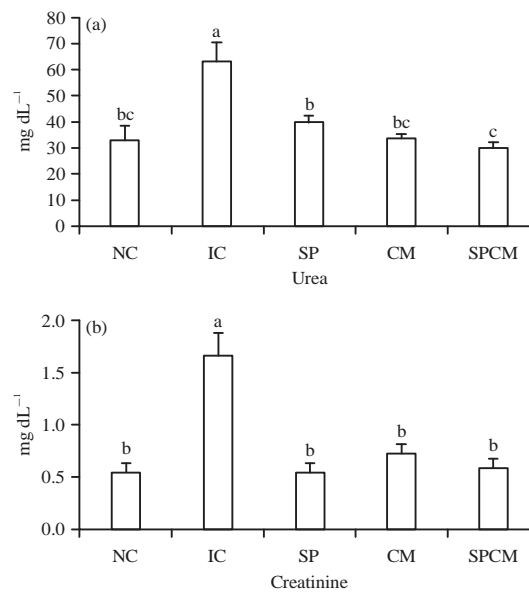 (a)
80
70
60
50
40
30
20
10
0
mg dL⁻¹
bc
a
b
bc
c
NC IC SP CM SPCM
Urea
(b)
2.0
1.5
1.0
0.5
0.0
mg dL⁻¹
b
a
b
b
b
NC IC SP CM SPCM
Creatinine